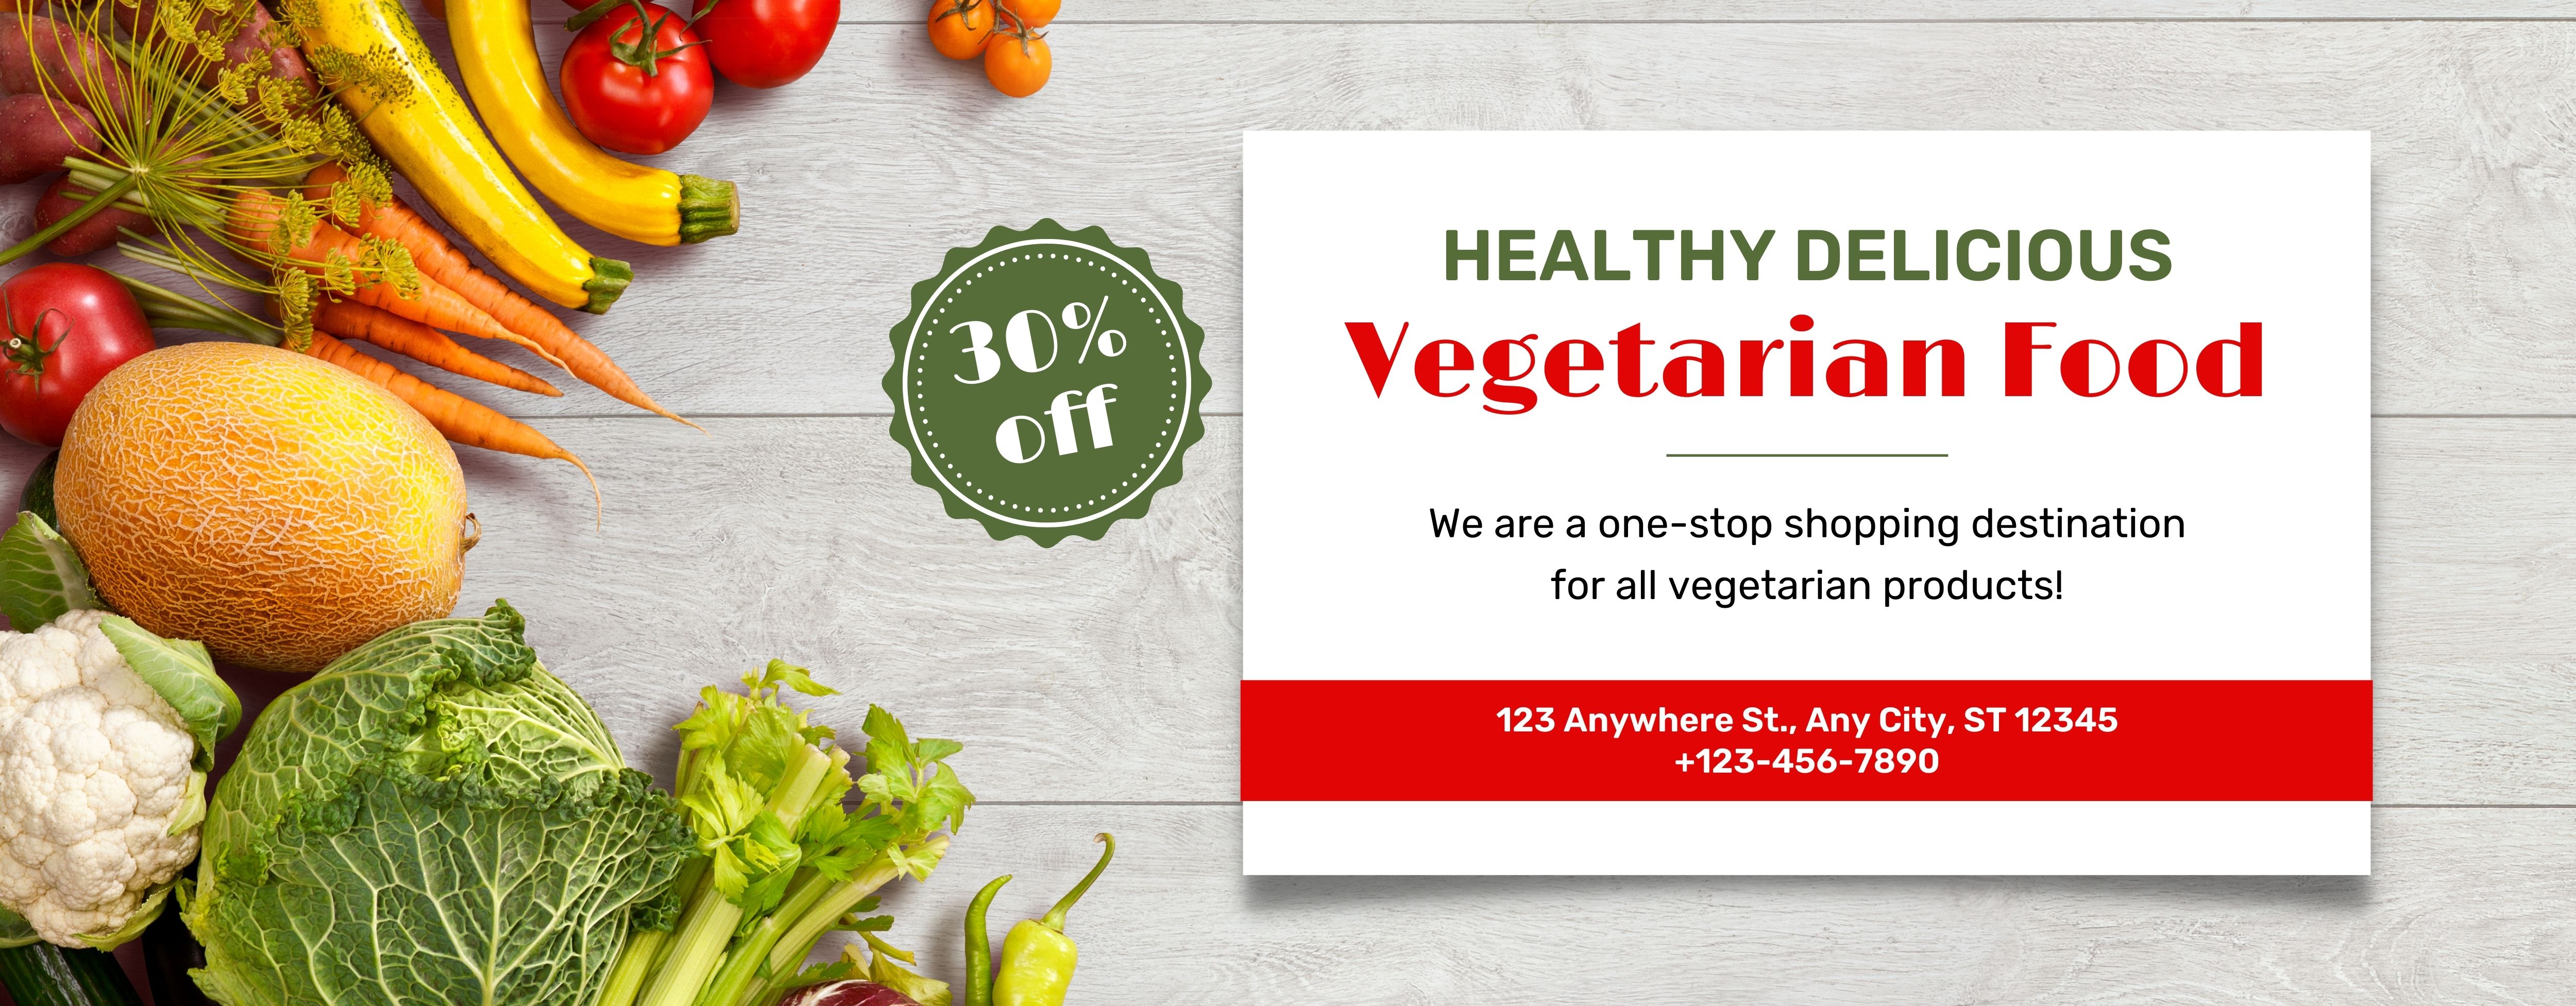 30%
off
HEALTHY DELICIOUS
Vegetarian Food
We are a one-stop shopping destination
for all vegetarian products!
123 Anywhere St., Any City, ST 12345
+123-456-7890